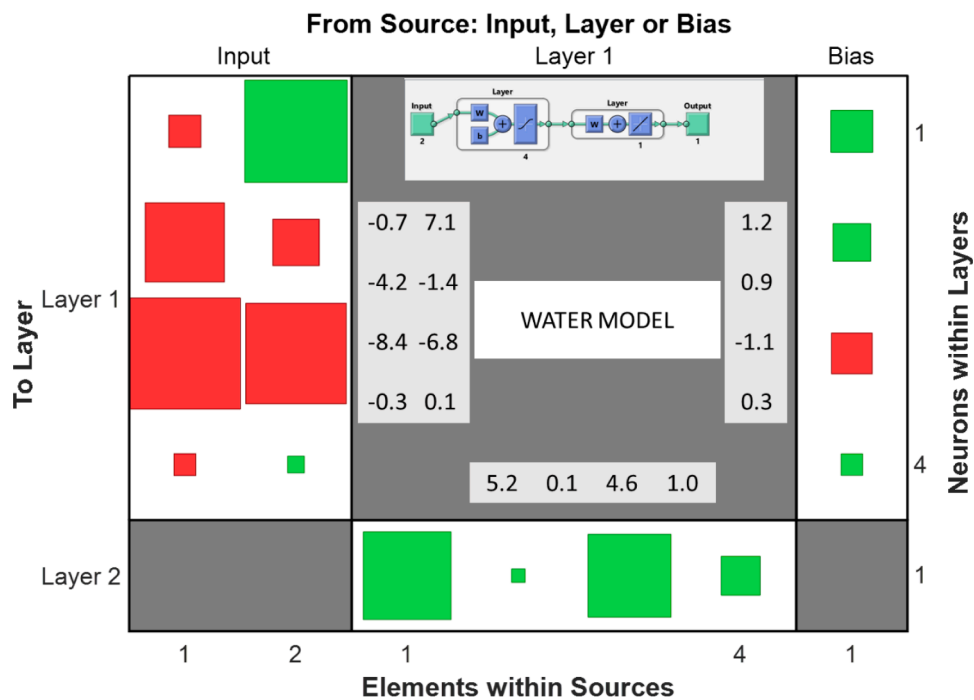 From Source: Input, Layer or Bias
Input Layer 1 Bias
Input
2
Layer
W
b
+
4
Layer
W
+
1
Output
1
1
-0.7 7.1
-4.2 -1.4
-8.4 -6.8
-0.3 0.1
WATER MODEL
1.2
0.9
-1.1
0.3
5.2 0.1 4.6 1.0
To Layer
Layer 1
Layer 2
4
1
Neurons within Layers
1 2 1 4 1
Elements within Sources